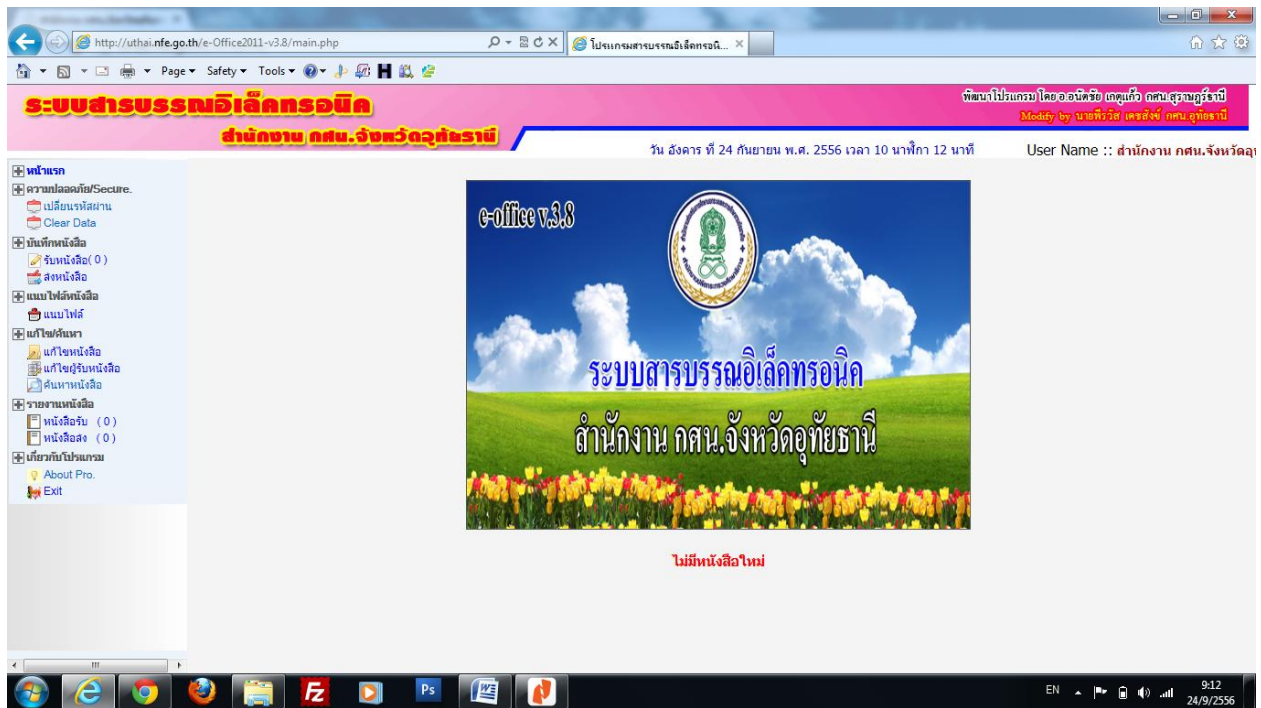 http://uthai.nfe.go.th/e-Office2011-v3.8/main.php
โปรแกรมสารบรรณอิเล็คทรอนิ...
Page Safety Tools
ระบบสารบรรณอิเล็คทรอนิค
สำนักงาน กศน.จังหวัดอุทัยธานี
พัฒนาโปรแกรม โดย อ.อนัตชัย เกตุแก้ว กศน.สุราษฎร์ธานี
Modify by นายพีรวัส เดชสังข์ กศน.อุทัยธานี
วัน อังคาร ที่ 24 กันยายน พ.ศ. 2556 เวลา 10 นาฬิกา 12 นาที
User Name :: สำนักงาน กศน.จังหวัดอุ
หน้าแรก
ความปลอดภัย/Secure.
เปลี่ยนรหัสผ่าน
Clear Data
บันทึกหนังสือ
รับหนังสือ( 0 )
ส่งหนังสือ
แนบไฟล์หนังสือ
แนบไฟล์
แก้ไข/ค้นหา
แก้ไขหนังสือ
แก้ไขผู้รับหนังสือ
ค้นหาหนังสือ
รายงานหนังสือ
หนังสือรับ ( 0 )
หนังสือส่ง ( 0 )
เกี่ยวกับโปรแกรม
About Pro.
Exit
e-office v.3.8
ระบบสารบรรณอิเล็คทรอนิค
สำนักงาน กศน.จังหวัดอุทัยธานี
ไม่มีหนังสือใหม่
EN
9:12
24/9/2556